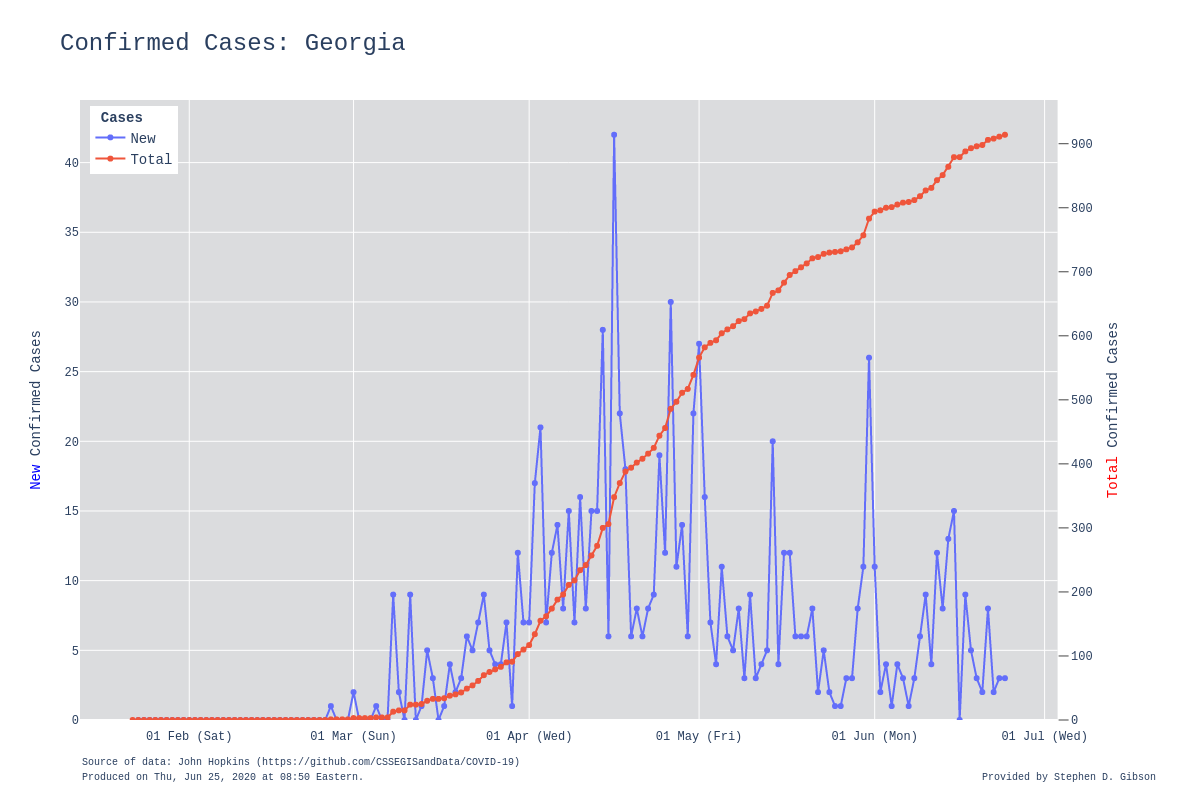 Confirmed Cases: Georgia
Cases
New
Total
40
35
30
25
20
15
10
5
0
New Confirmed Cases
900
800
700
600
500
400
300
200
100
0
Total Confirmed Cases
01 Feb (Sat) 01 Mar (Sun) 01 Apr (Wed) 01 May (Fri) 01 Jun (Mon) 01 Jul (Wed)
Source of data: John Hopkins (https://github.com/CSSEGISandData/COVID-19)
Produced on Thu, Jun 25, 2020 at 08:50 Eastern.
Provided by Stephen D. Gibson